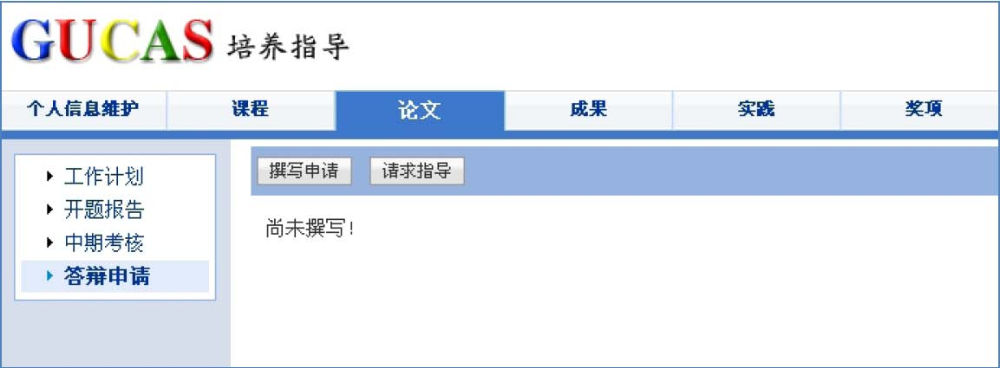 GUCAS 培养指导
个人信息维护 课程 论文 成果 实践 奖项
工作计划
开题报告
中期考核
答辩申请
撰写申请 请求指导
尚未撰写!